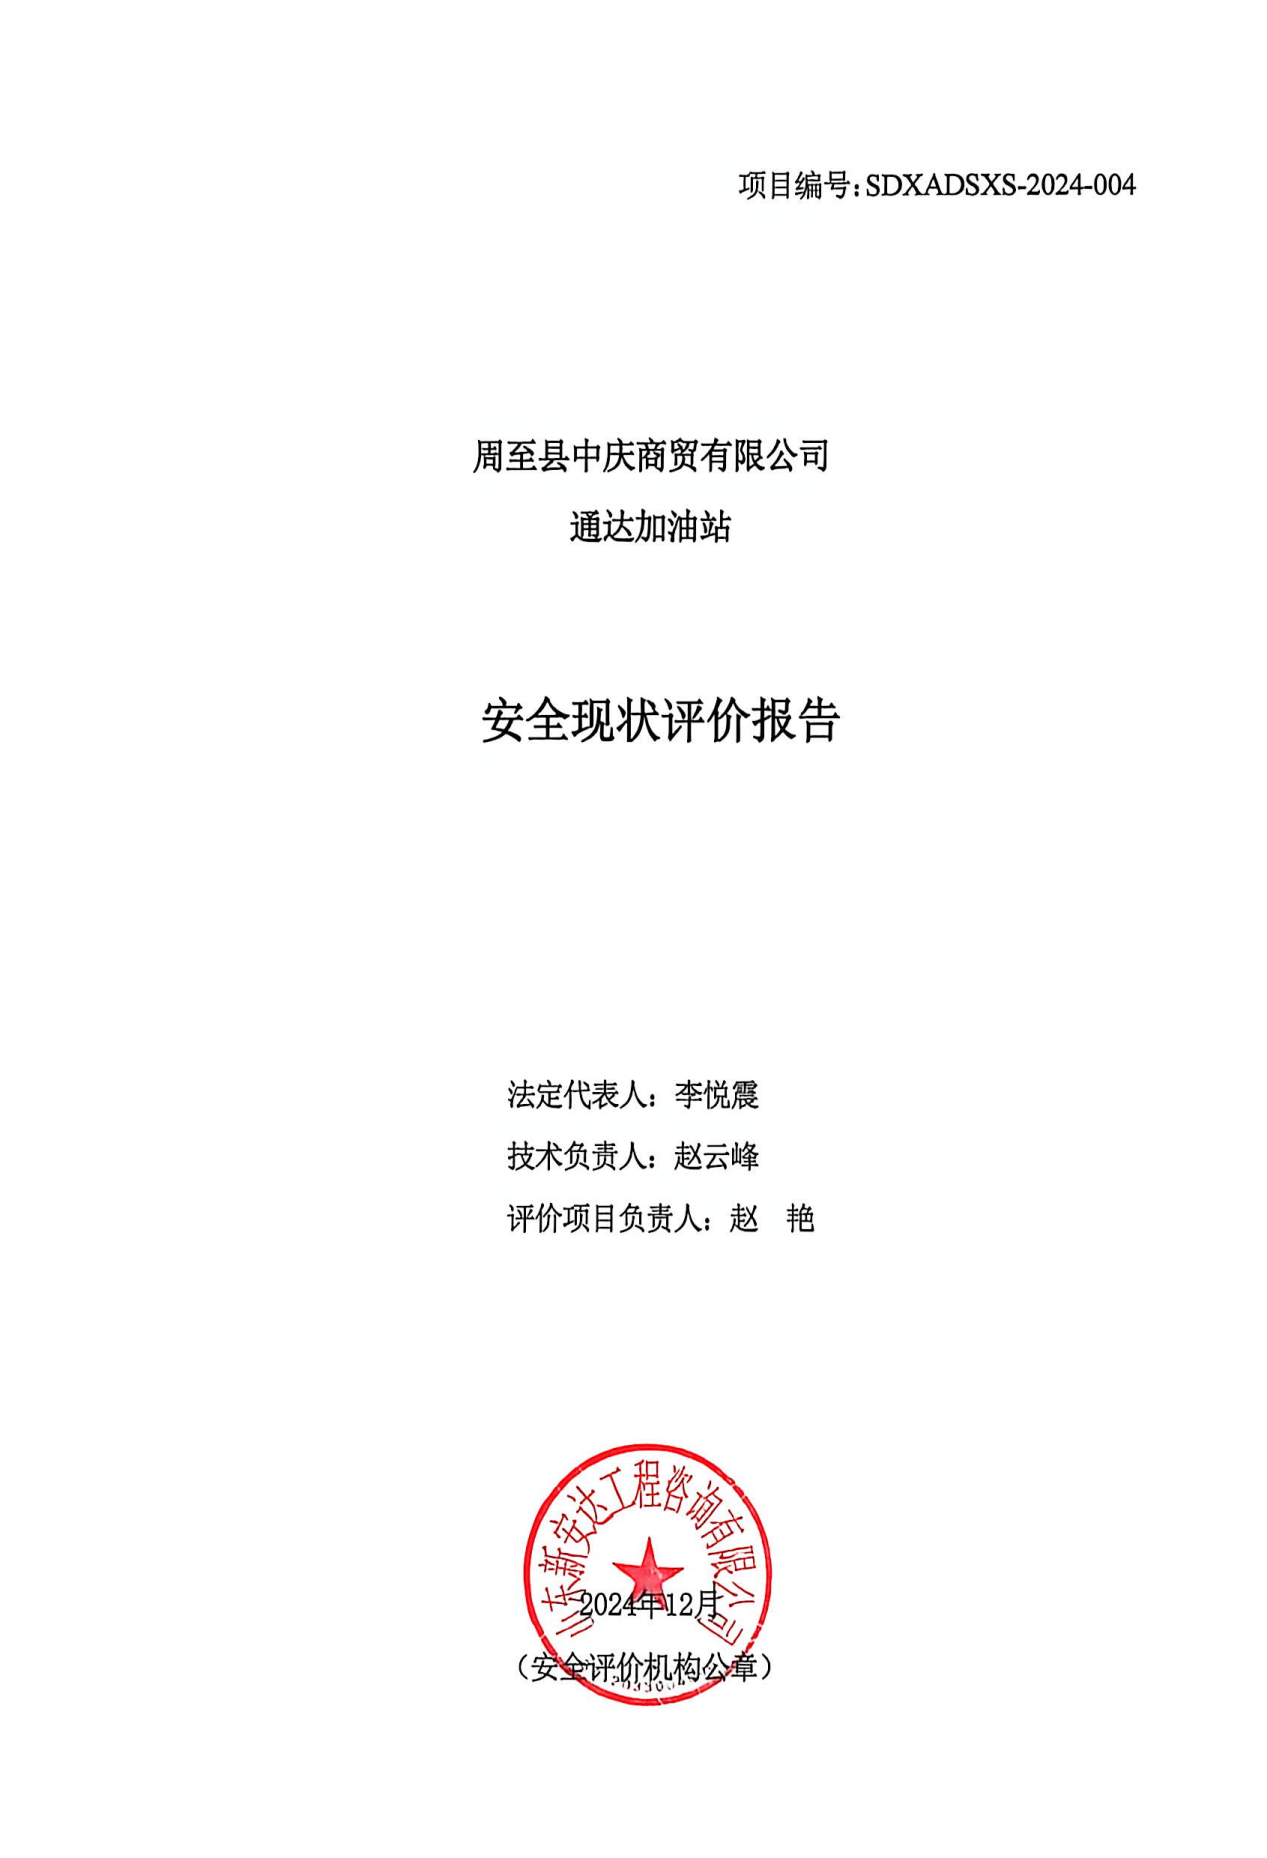 项目编号：SDXADSXS-2024-004
周至县中庆商贸有限公司
通达加油站
安全现状评价报告
法定代表人：李悦震
技术负责人：赵云峰
评价项目负责人：赵　艳
山东新安达工程咨询有限公司
2024年12月
（安全评价机构公章）